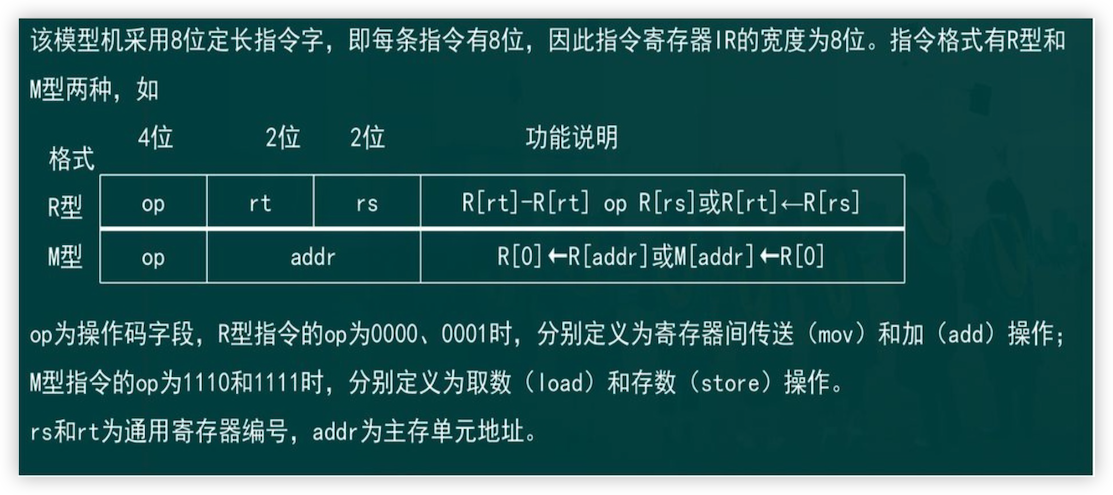 该模型机采用8位定长指令字，即每条指令有8位，因此指令寄存器IR的宽度为8位。指令格式有R型和
M型两种，如
格式 4位 2位 2位 功能说明
R型 op rt rs R[rt]-R[rt] op R[rs]或R[rt]←R[rs]
M型 op addr R[0]←R[addr]或M[addr]←R[0]
op为操作码字段，R型指令的op为0000、0001时，分别定义为寄存器间传送（mov）和加（add）操作；
M型指令的op为1110和1111时，分别定义为取数（load）和存数（store）操作。
rs和rt为通用寄存器编号，addr为主存单元地址。